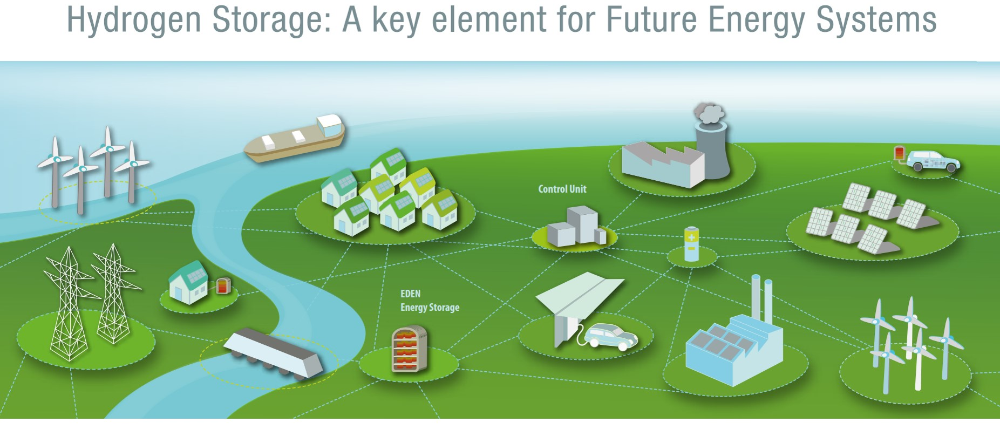 Hydrogen Storage: A key element for Future Energy Systems
Control Unit
EDEN
Energy Storage